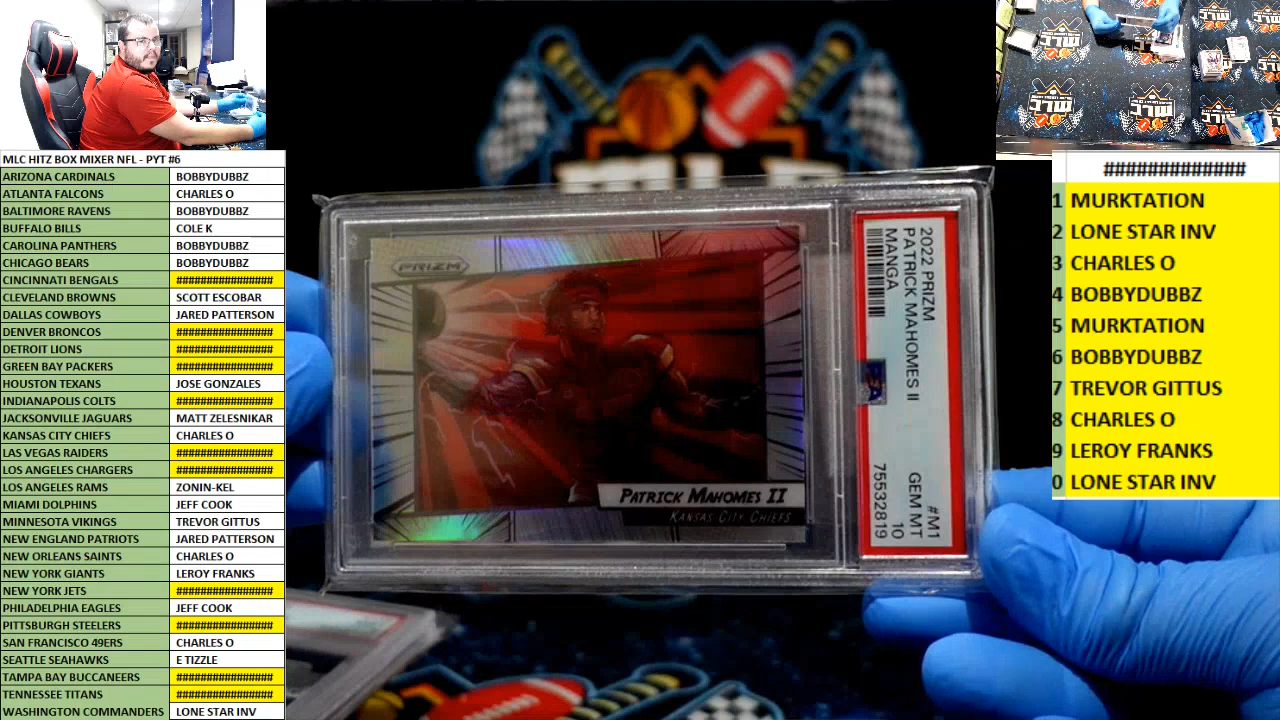 MLC HITZ BOX MIXER NFL - PYT #6
ARIZONA CARDINALS BOBBYDUBBZ
ATLANTA FALCONS CHARLES O
BALTIMORE RAVENS BOBBYDUBBZ
BUFFALO BILLS COLE K
CAROLINA PANTHERS BOBBYDUBBZ
CHICAGO BEARS BOBBYDUBBZ
CINCINNATI BENGALS ################
CLEVELAND BROWNS SCOTT ESCOBAR
DALLAS COWBOYS JARED PATTERSON
DENVER BRONCOS ################
DETROIT LIONS ################
GREEN BAY PACKERS ################
HOUSTON TEXANS JOSE GONZALES
INDIANAPOLIS COLTS ################
JACKSONVILLE JAGUARS MATT ZELESNIKAR
KANSAS CITY CHIEFS CHARLES O
LAS VEGAS RAIDERS ################
LOS ANGELES CHARGERS ################
LOS ANGELES RAMS ZONIN-KEL
MIAMI DOLPHINS JEFF COOK
MINNESOTA VIKINGS TREVOR GITTUS
NEW ENGLAND PATRIOTS JARED PATTERSON
NEW ORLEANS SAINTS CHARLES O
NEW YORK GIANTS LEROY FRANKS
NEW YORK JETS ################
PHILADELPHIA EAGLES JEFF COOK
PITTSBURGH STEELERS ################
SAN FRANCISCO 49ERS CHARLES O
SEATTLE SEAHAWKS E TIZZLE
TAMPA BAY BUCCANEERS ################
TENNESSEE TITANS ################
WASHINGTON COMMANDERS LONE STAR INV
PRIZM
PATRICK MAHOMES II
KANSAS CITY CHIEFS
2022 PRIZM #M1
PATRICK MAHOMES II GEM MT
MANGA 10
75532819
PSA
MLC
MLC
#############
1 MURKTATION
2 LONE STAR INV
3 CHARLES O
4 BOBBYDUBBZ
5 MURKTATION
6 BOBBYDUBBZ
7 TREVOR GITTUS
8 CHARLES O
9 LEROY FRANKS
0 LONE STAR INV